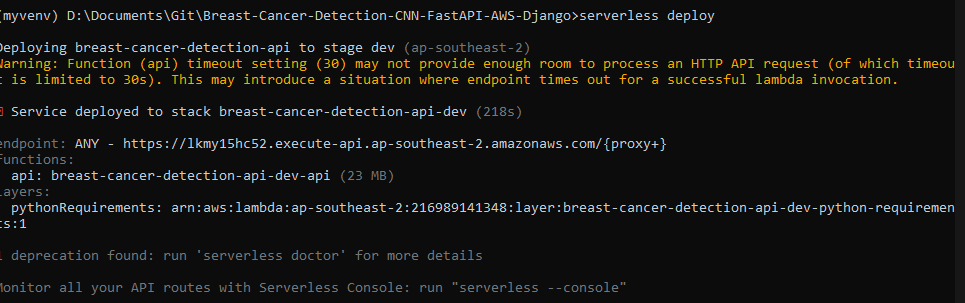 (myvenv) D:\Documents\Git\Breast-Cancer-Detection-CNN-FastAPI-AWS-Django>serverless deploy
Deploying breast-cancer-detection-api to stage dev (ap-southeast-2)
Warning: Function (api) timeout setting (30) may not provide enough room to process an HTTP API request (of which timeou
t is limited to 30s). This may introduce a situation where endpoint times out for a successful lambda invocation.
Service deployed to stack breast-cancer-detection-api-dev (218s)
endpoint: ANY - https://lkmy15hc52.execute-api.ap-southeast-2.amazonaws.com/{proxy+}
functions:
api: breast-cancer-detection-api-dev-api (23 MB)
layers:
pythonRequirements: arn:aws:lambda:ap-southeast-2:216989141348:layer:breast-cancer-detection-api-dev-python-requiremen
ts:1
1 deprecation found: run 'serverless doctor' for more details
Monitor all your API routes with Serverless Console: run "serverless --console"